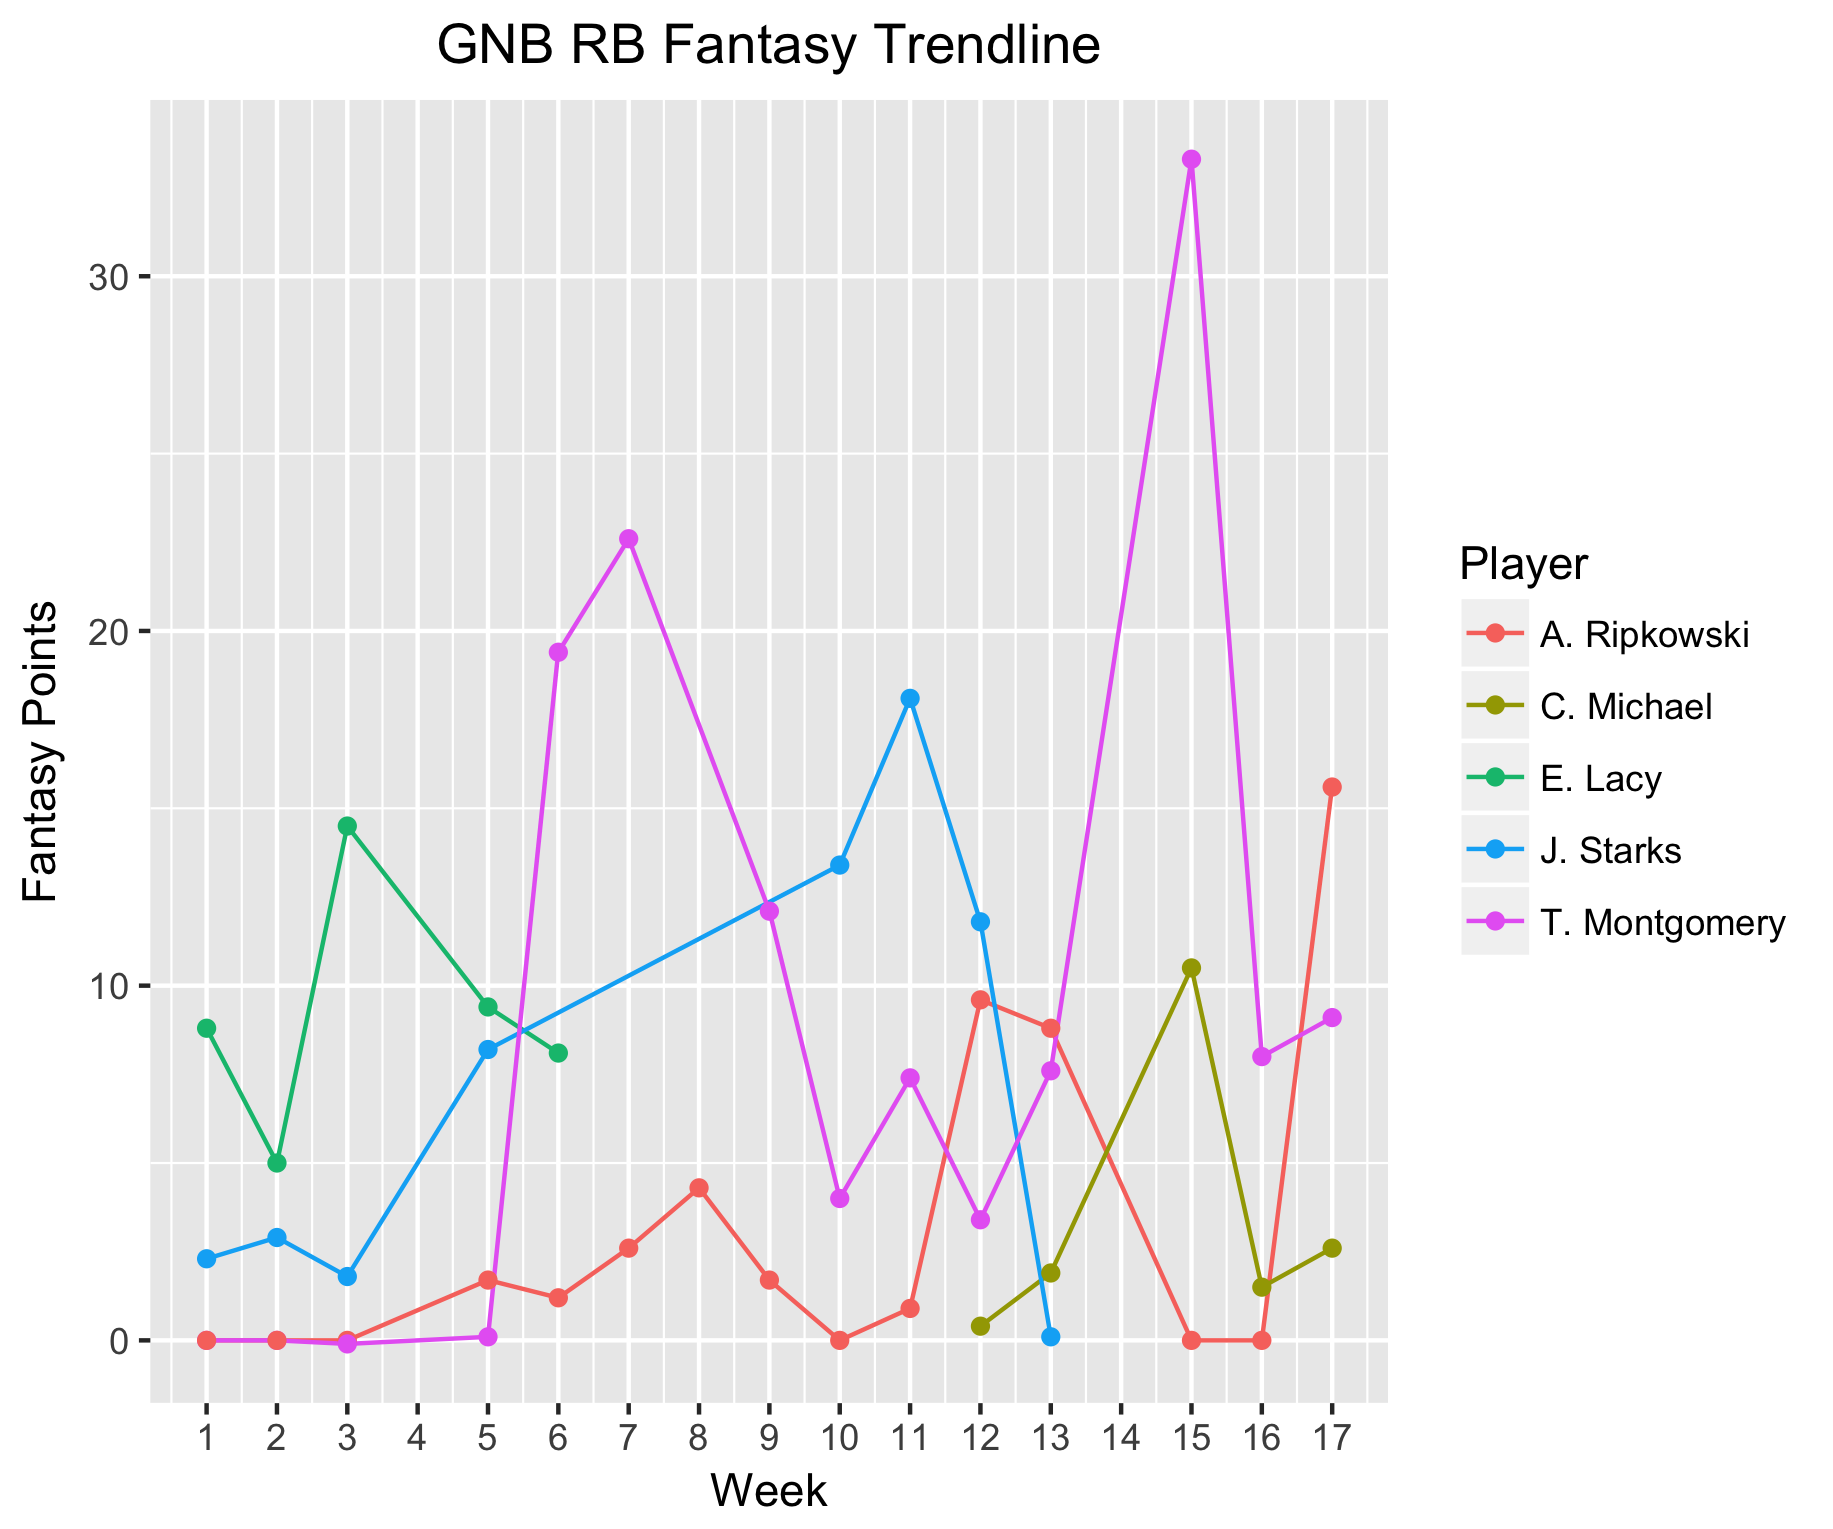 GNB RB Fantasy Trendline
Fantasy Points
30
20
10
0
1 2 3 4 5 6 7 8 9 10 11 12 13 14 15 16 17
Week
Player
A. Ripkowski
C. Michael
E. Lacy
J. Starks
T. Montgomery